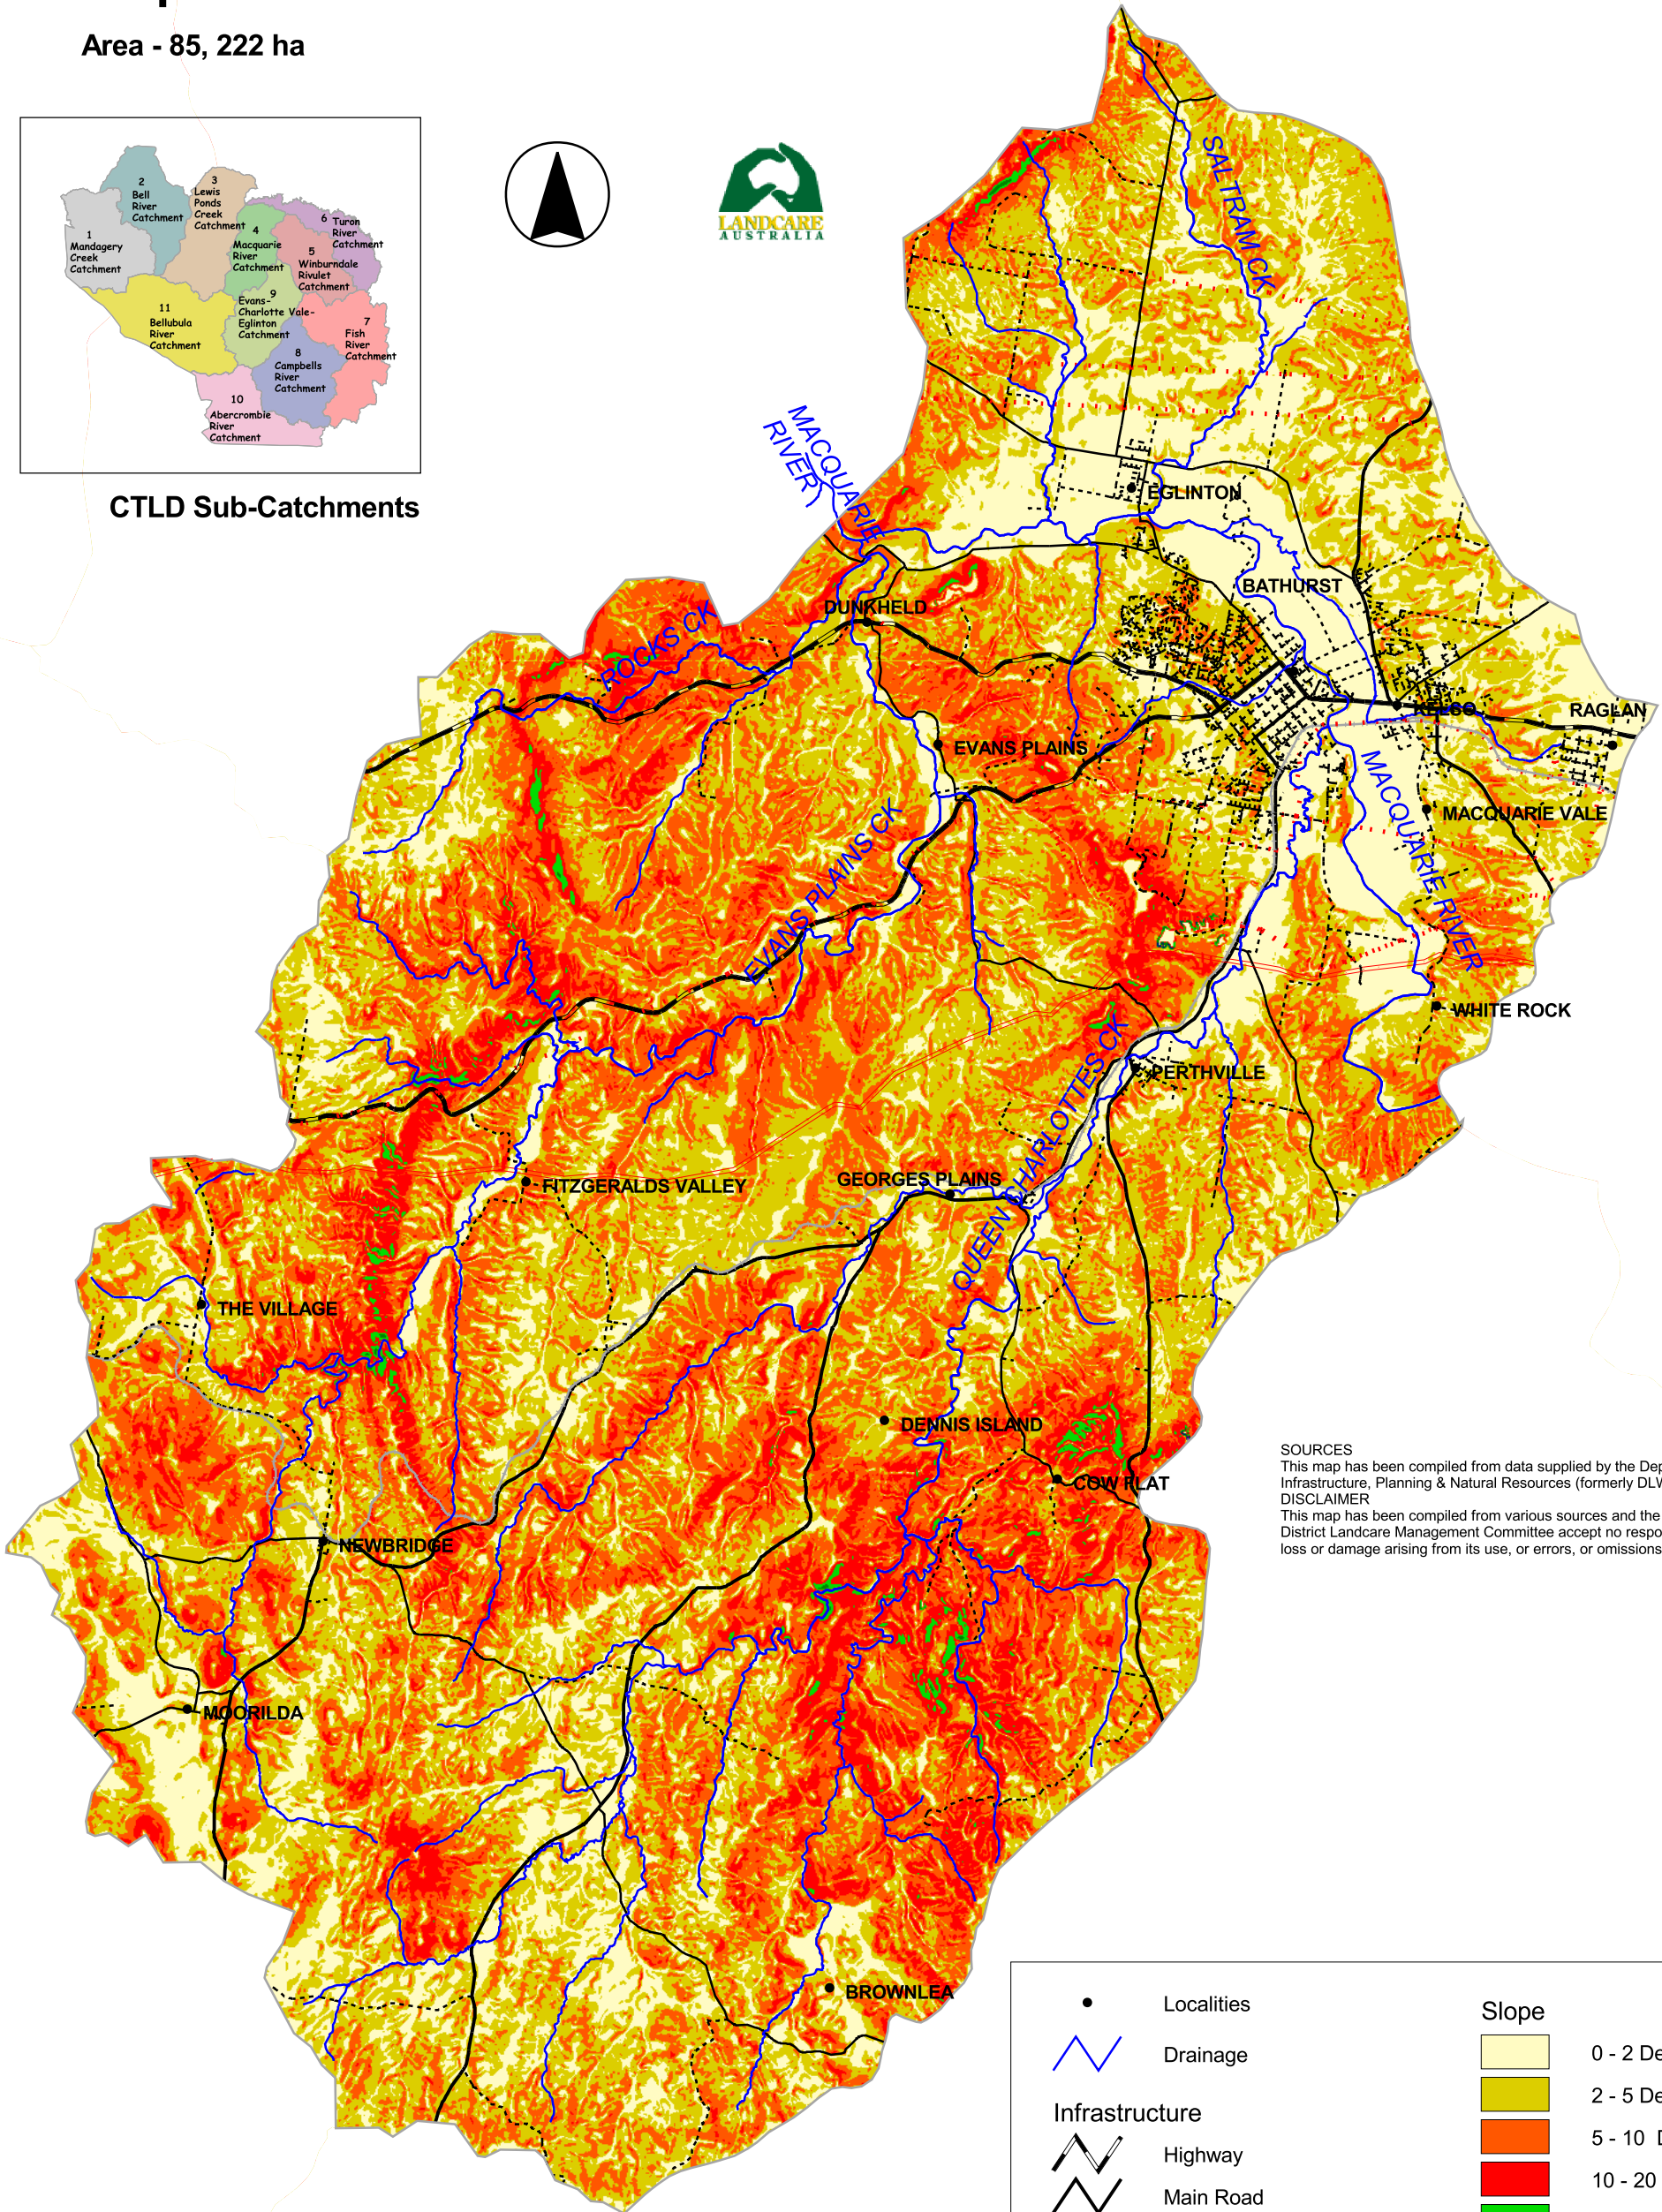 Area - 85, 222 ha
1
Mandagery
Creek
Catchment
2
Bell
River
Catchment
3
Lewis
Ponds
Creek
Catchment
4
Macquarie
River
Catchment
5
Winburndale
Rivulet
Catchment
6 Turon
River
Catchment
11
Bellubula
River
Catchment
9
Evans-
Charlotte Vale-
Eglinton
Catchment
7
Fish
River
Catchment
8
Campbells
River
Catchment
10
Abercrombie
River
Catchment
CTLD Sub-Catchments
LANDCARE
AUSTRALIA
SALTRAM CK
MACQUARIE
RIVER
EGLINTON
BATHURST
DUNKHELD
ROCKS CK
KELSO
RAGLAN
EVANS PLAINS
MACQUARIE VALE
MACQUARIE RIVER
EVANS PLAINS CK
WHITE ROCK
PERTHVILLE
QUEEN CHARLOTTES CK
FITZGERALDS VALLEY
GEORGES PLAINS
THE VILLAGE
DENNIS ISLAND
COW FLAT
NEWBRIDGE
MOORILDA
BROWNLEA
SOURCES
This map has been compiled from data supplied by the Dep
Infrastructure, Planning & Natural Resources (formerly DLW
DISCLAIMER
This map has been compiled from various sources and the
District Landcare Management Committee accept no respo
loss or damage arising from its use, or errors, or omissions
Localities
Drainage
Infrastructure
Highway
Main Road
Slope
0 - 2 De
2 - 5 De
5 - 10 D
10 - 20